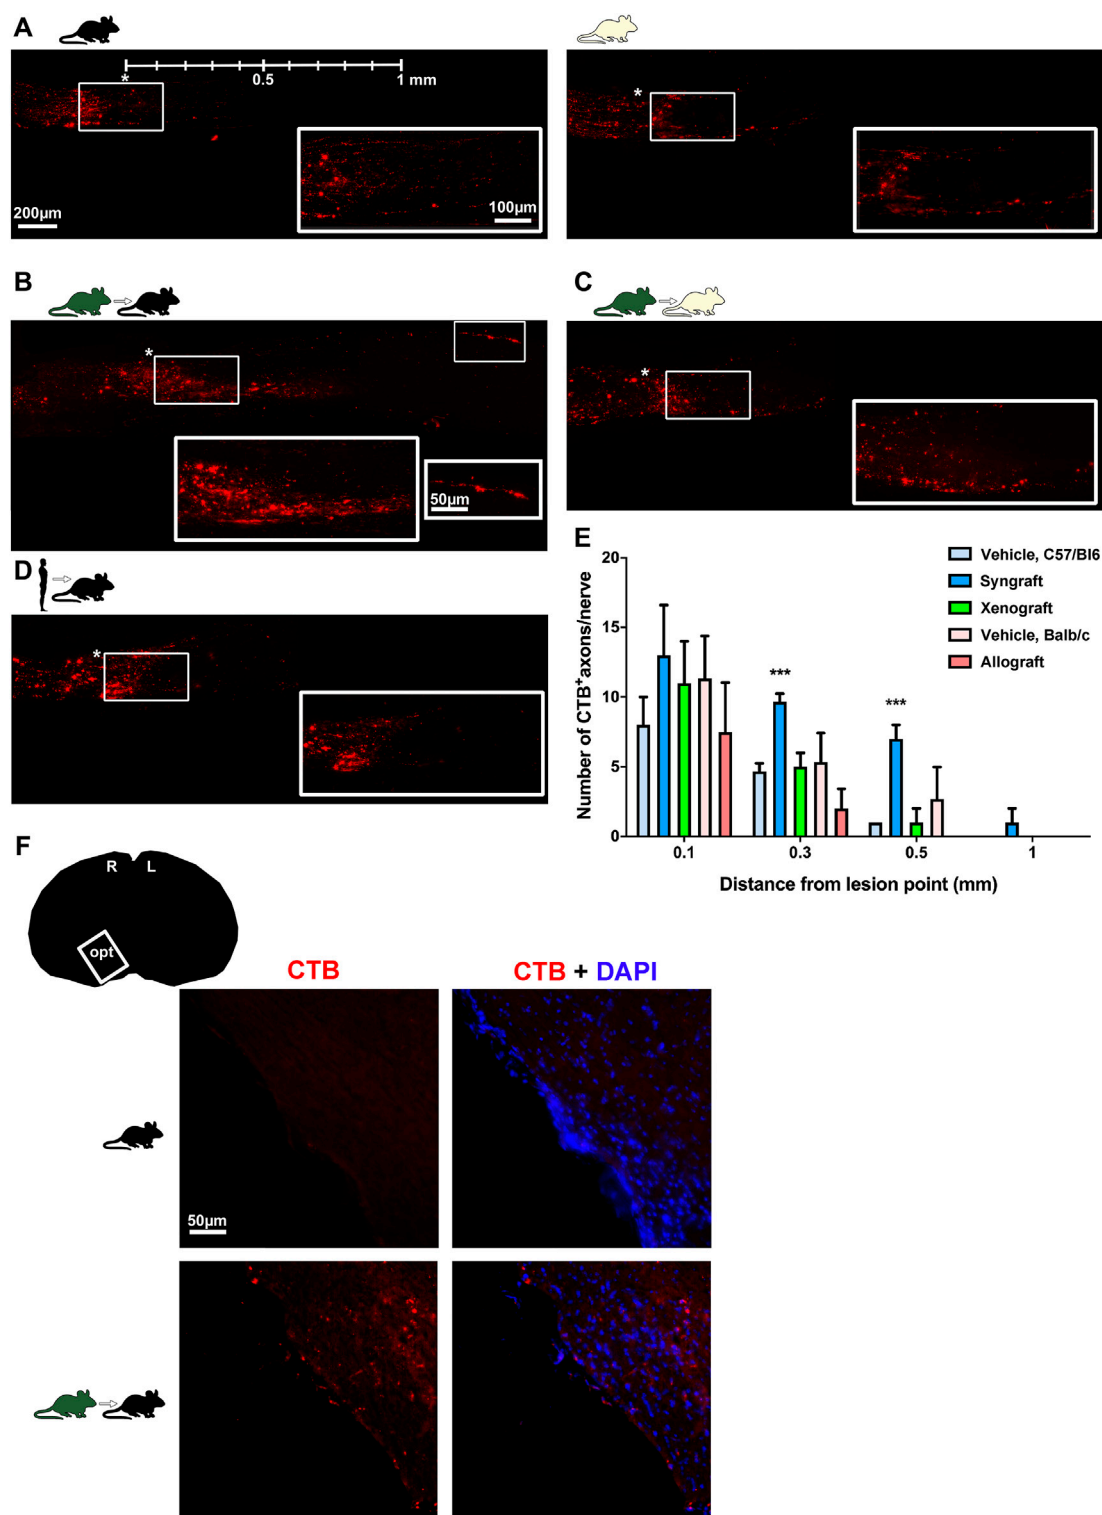 A
*
0.5
1 mm
200µm
100µm
*
B
*
50µm
C
*
D
*
E
20
15
10
5
0
Number of CTB+axons/nerve
***
***
Vehicle, C57/Bl6
Syngraft
Xenograft
Vehicle, Balb/c
Allograft
0.1 0.3 0.5 1
Distance from lesion point (mm)
F
R L
opt
CTB
CTB + DAPI
50µm